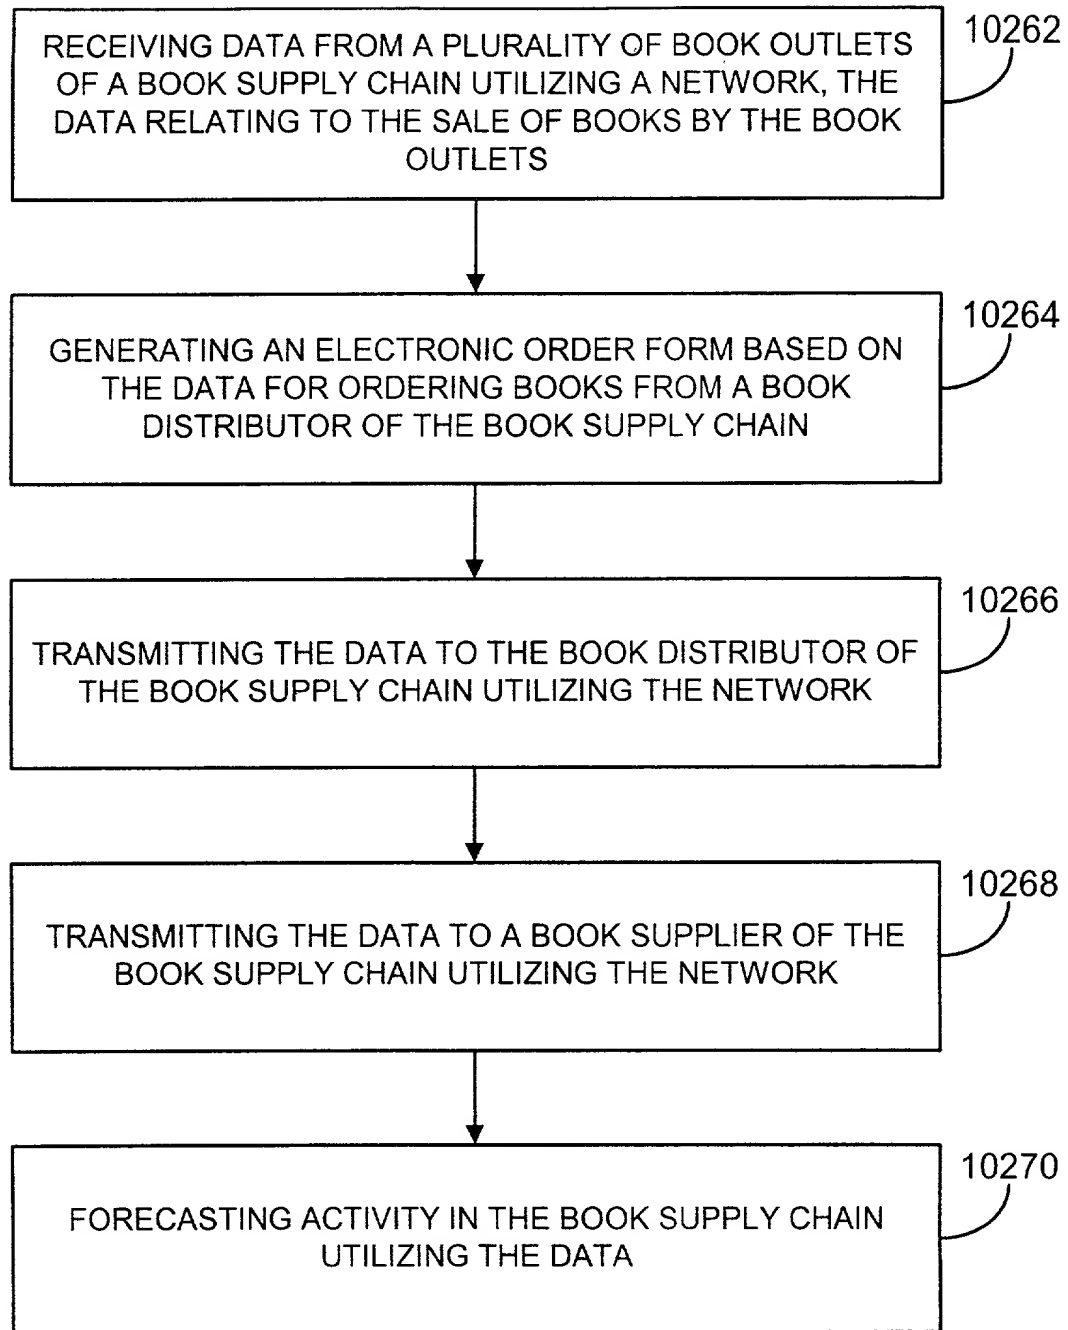 RECEIVING DATA FROM A PLURALITY OF BOOK OUTLETS
OF A BOOK SUPPLY CHAIN UTILIZING A NETWORK, THE
DATA RELATING TO THE SALE OF BOOKS BY THE BOOK
OUTLETS
10262
GENERATING AN ELECTRONIC ORDER FORM BASED ON
THE DATA FOR ORDERING BOOKS FROM A BOOK
DISTRIBUTOR OF THE BOOK SUPPLY CHAIN
10264
TRANSMITTING THE DATA TO THE BOOK DISTRIBUTOR OF
THE BOOK SUPPLY CHAIN UTILIZING THE NETWORK
10266
TRANSMITTING THE DATA TO A BOOK SUPPLIER OF THE
BOOK SUPPLY CHAIN UTILIZING THE NETWORK
10268
FORECASTING ACTIVITY IN THE BOOK SUPPLY CHAIN
UTILIZING THE DATA
10270